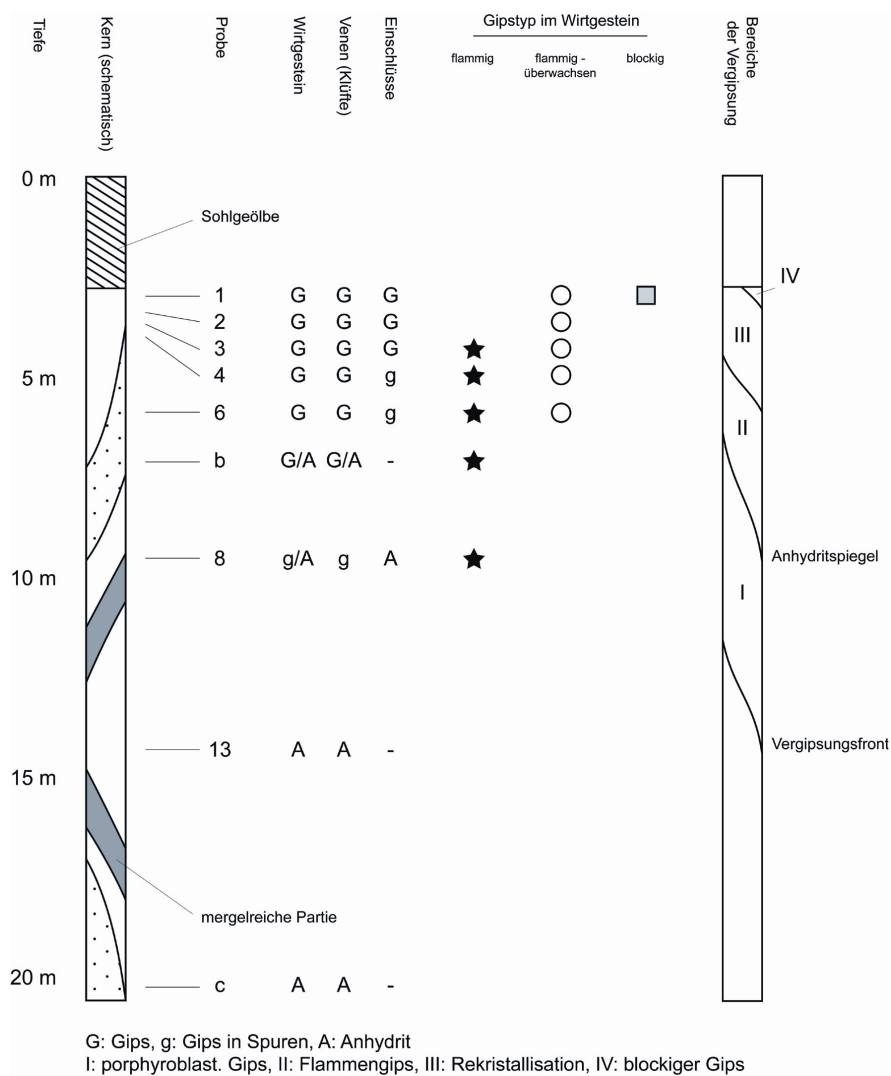 Tiefe
Kern (schematisch)
Probe
Wirtgestein
Venen (Klüfte)
Einschlüsse
Gipstyp im Wirtgestein
flammig
flammig -
überwachsen
blockig
Bereiche
der Vergipsung
0 m
Sohlgeölbe
IV
1 G G G
2 G G G
III
3 G G G
4 G G g
5 m
6 G G g
II
b G/A G/A -
8 g/A g A
Anhydritspiegel
10 m
I
13 A A -
Vergipsungsfront
15 m
mergelreiche Partie
20 m
c A A -
G: Gips, g: Gips in Spuren, A: Anhydrit
I: porphyroblast. Gips, II: Flammengips, III: Rekristallisation, IV: blockiger Gips